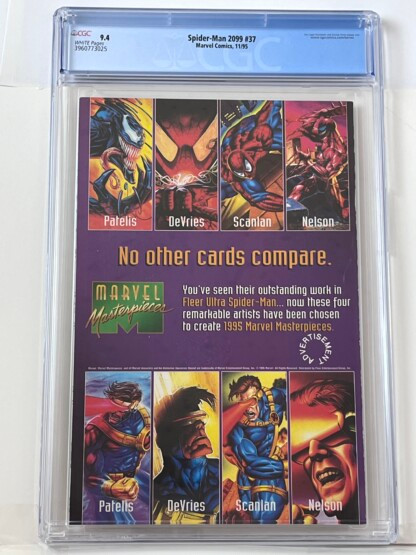 CGC
WHITE Pages
9.4
3960773025
Spider-Man 2099 #37
Marvel Comics, 11/95
Patelis
DeVries
Scanlan
Nelson
No other cards compare.
MARVEL
Masterpieces
You've seen their outstanding work in
Fleer Ultra Spider-Man... now these four
remarkable artists have been chosen
to create 1995 Marvel Masterpieces.
ADVERTISEMENT
Patelis
DeVries
Scanlan
Nelson